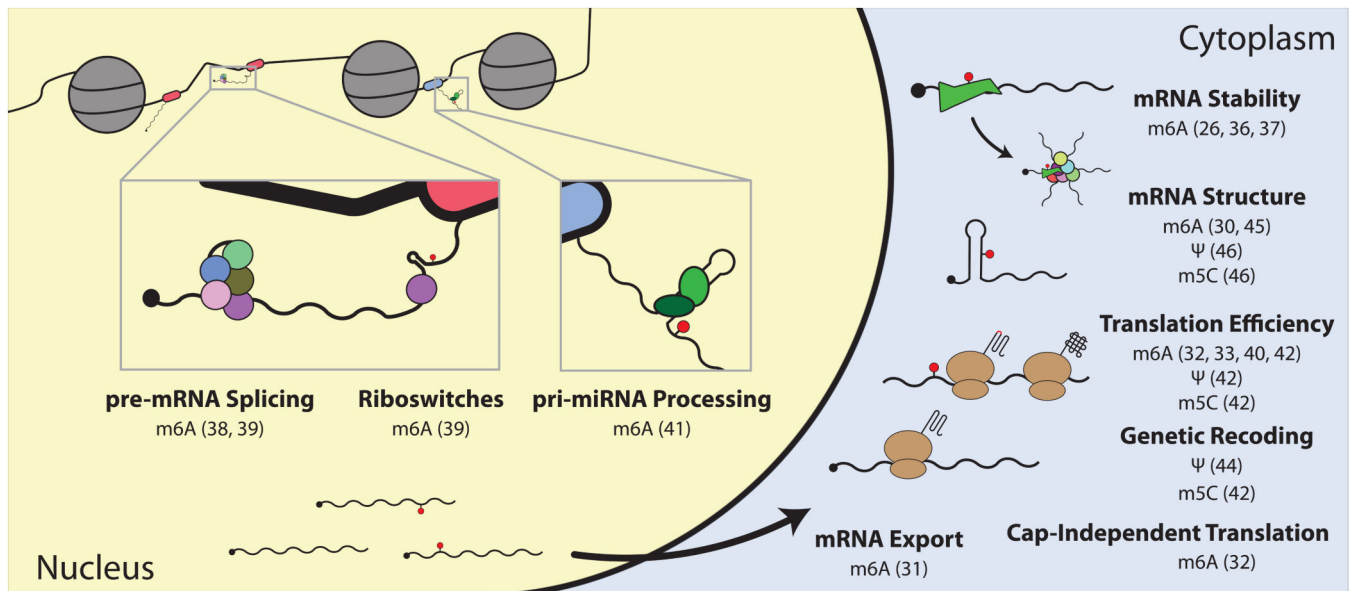 Cytoplasm
mRNA Stability
m6A (26, 36, 37)
mRNA Structure
m6A (30, 45)
Ψ (46)
m5C (46)
Translation Efficiency
m6A (32, 33, 40, 42)
Ψ (42)
m5C (42)
Genetic Recoding
Ψ (44)
m5C (42)
Cap-Independent Translation
m6A (32)
mRNA Export
m6A (31)
pre-mRNA Splicing
m6A (38, 39)
Riboswitches
m6A (39)
pri-miRNA Processing
m6A (41)
Nucleus